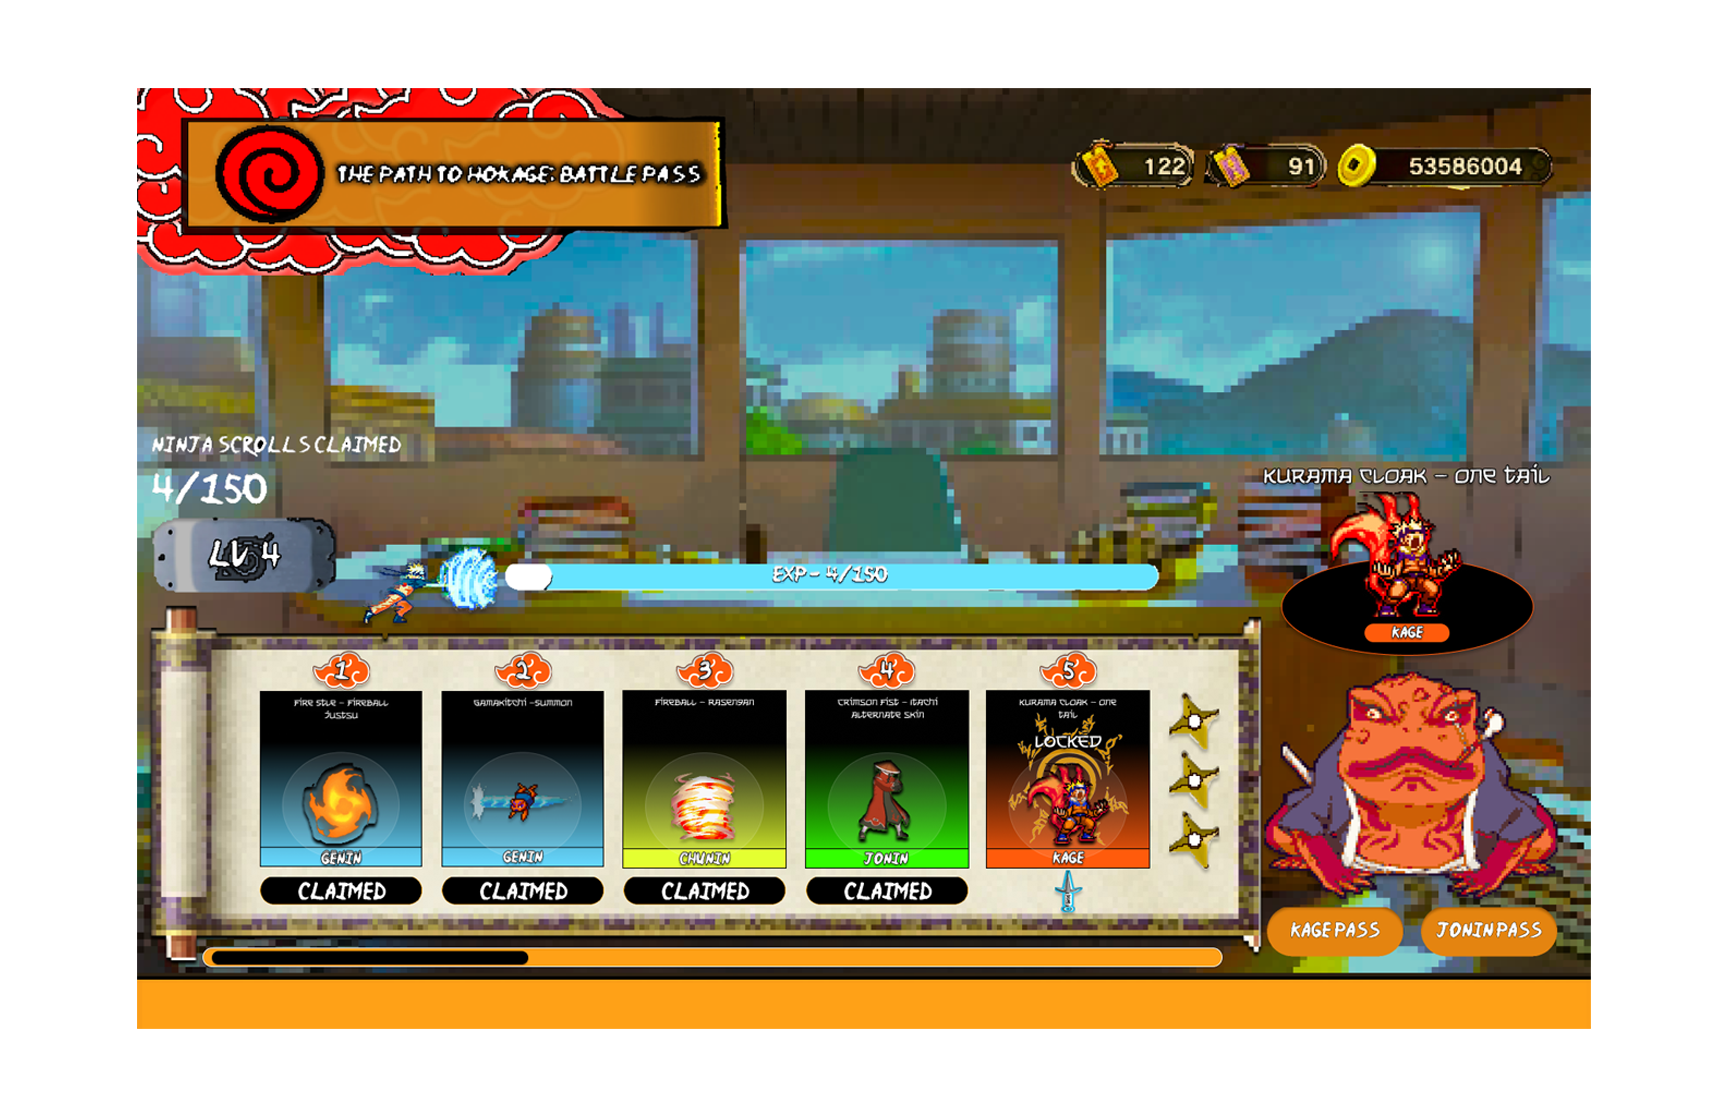 THE PATH TO HOKAGE: BATTLE PASS
122
91
53586004
NINJA SCROLLS CLAIMED
4/150
LV 4
EXP - 4/150
KURAMA CLOAK - ONE TAIL
KAGE
1
2
3
4
5
FIRE STLE - FIREBALL
JUSTSU
GAMAKITCHI -SUMMON
FIREBALL - RASENGAN
CRIMSON FIST - ITACHI
ALTERNATE SKIN
KURAMA CLOAK - ONE
TAIL
LOCKED
GENIN
GENIN
CHUNIN
JONIN
KAGE
CLAIMED
CLAIMED
CLAIMED
CLAIMED
KAGE PASS
JONIN PASS